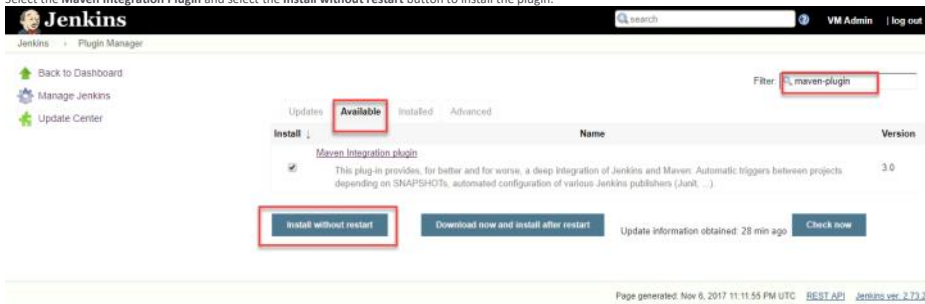 Select the Maven Integration Plugin and select the Install without restart button to install the plugin.
Jenkins
search
VM Admin | log out
Jenkins › Plugin Manager
Back to Dashboard
Manage Jenkins
Update Center
Filter: maven-plugin
Updates Available Installed Advanced
Install ↓ Name Version
Maven Integration plugin
This plug-in provides, for better and for worse, a deep integration of Jenkins and Maven: Automatic triggers between projects 3.0
depending on SNAPSHOTs, automated configuration of various Jenkins publishers (Junit, ...).
Install without restart Download now and install after restart Update information obtained: 28 min ago Check now
Page generated: Nov 6, 2017 11:11:55 PM UTC REST API Jenkins ver. 2.73.2